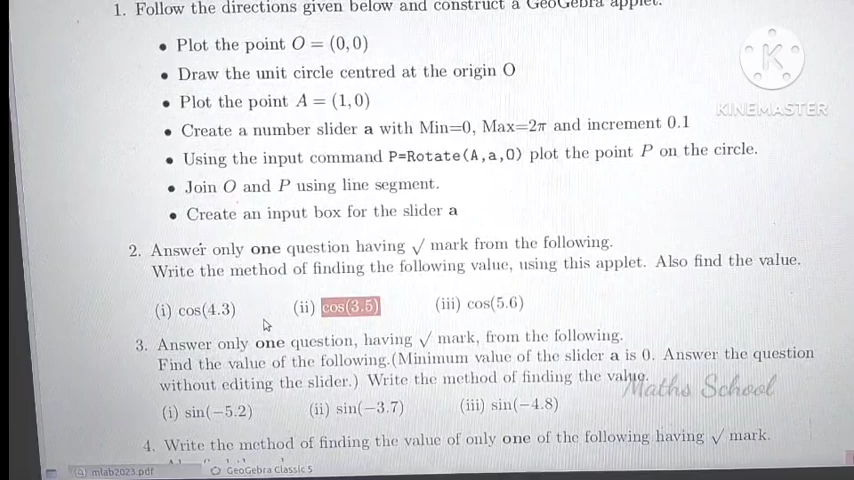 1. Follow the directions given below and construct a GeoGebra applet.
• Plot the point O = (0,0)
• Draw the unit circle centred at the origin O
• Plot the point A = (1,0)
• Create a number slider a with Min=0, Max=2π and increment 0.1
• Using the input command P=Rotate(A,a,O) plot the point P on the circle.
• Join O and P using line segment.
• Create an input box for the slider a
K
KINEMASTER
2. Answer only one question having √ mark from the following.
Write the method of finding the following value, using this applet. Also find the value.
(i) cos(4.3) (ii) cos(3.5) (iii) cos(5.6)
3. Answer only one question, having √ mark, from the following.
Find the value of the following.(Minimum value of the slider a is 0. Answer the question
without editing the slider.) Write the method of finding the value.
Maths School
(i) sin(−5.2) (ii) sin(−3.7) (iii) sin(−4.8)
4. Write the method of finding the value of only one of the following having √ mark.
mlab2023.pdf GeoGebra Classic 5